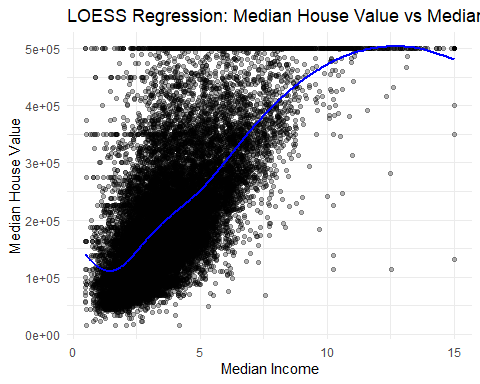 LOESS Regression: Median House Value vs Median
5e+05
4e+05
3e+05
2e+05
1e+05
0e+00
Median House Value
0 5 10 15
Median Income